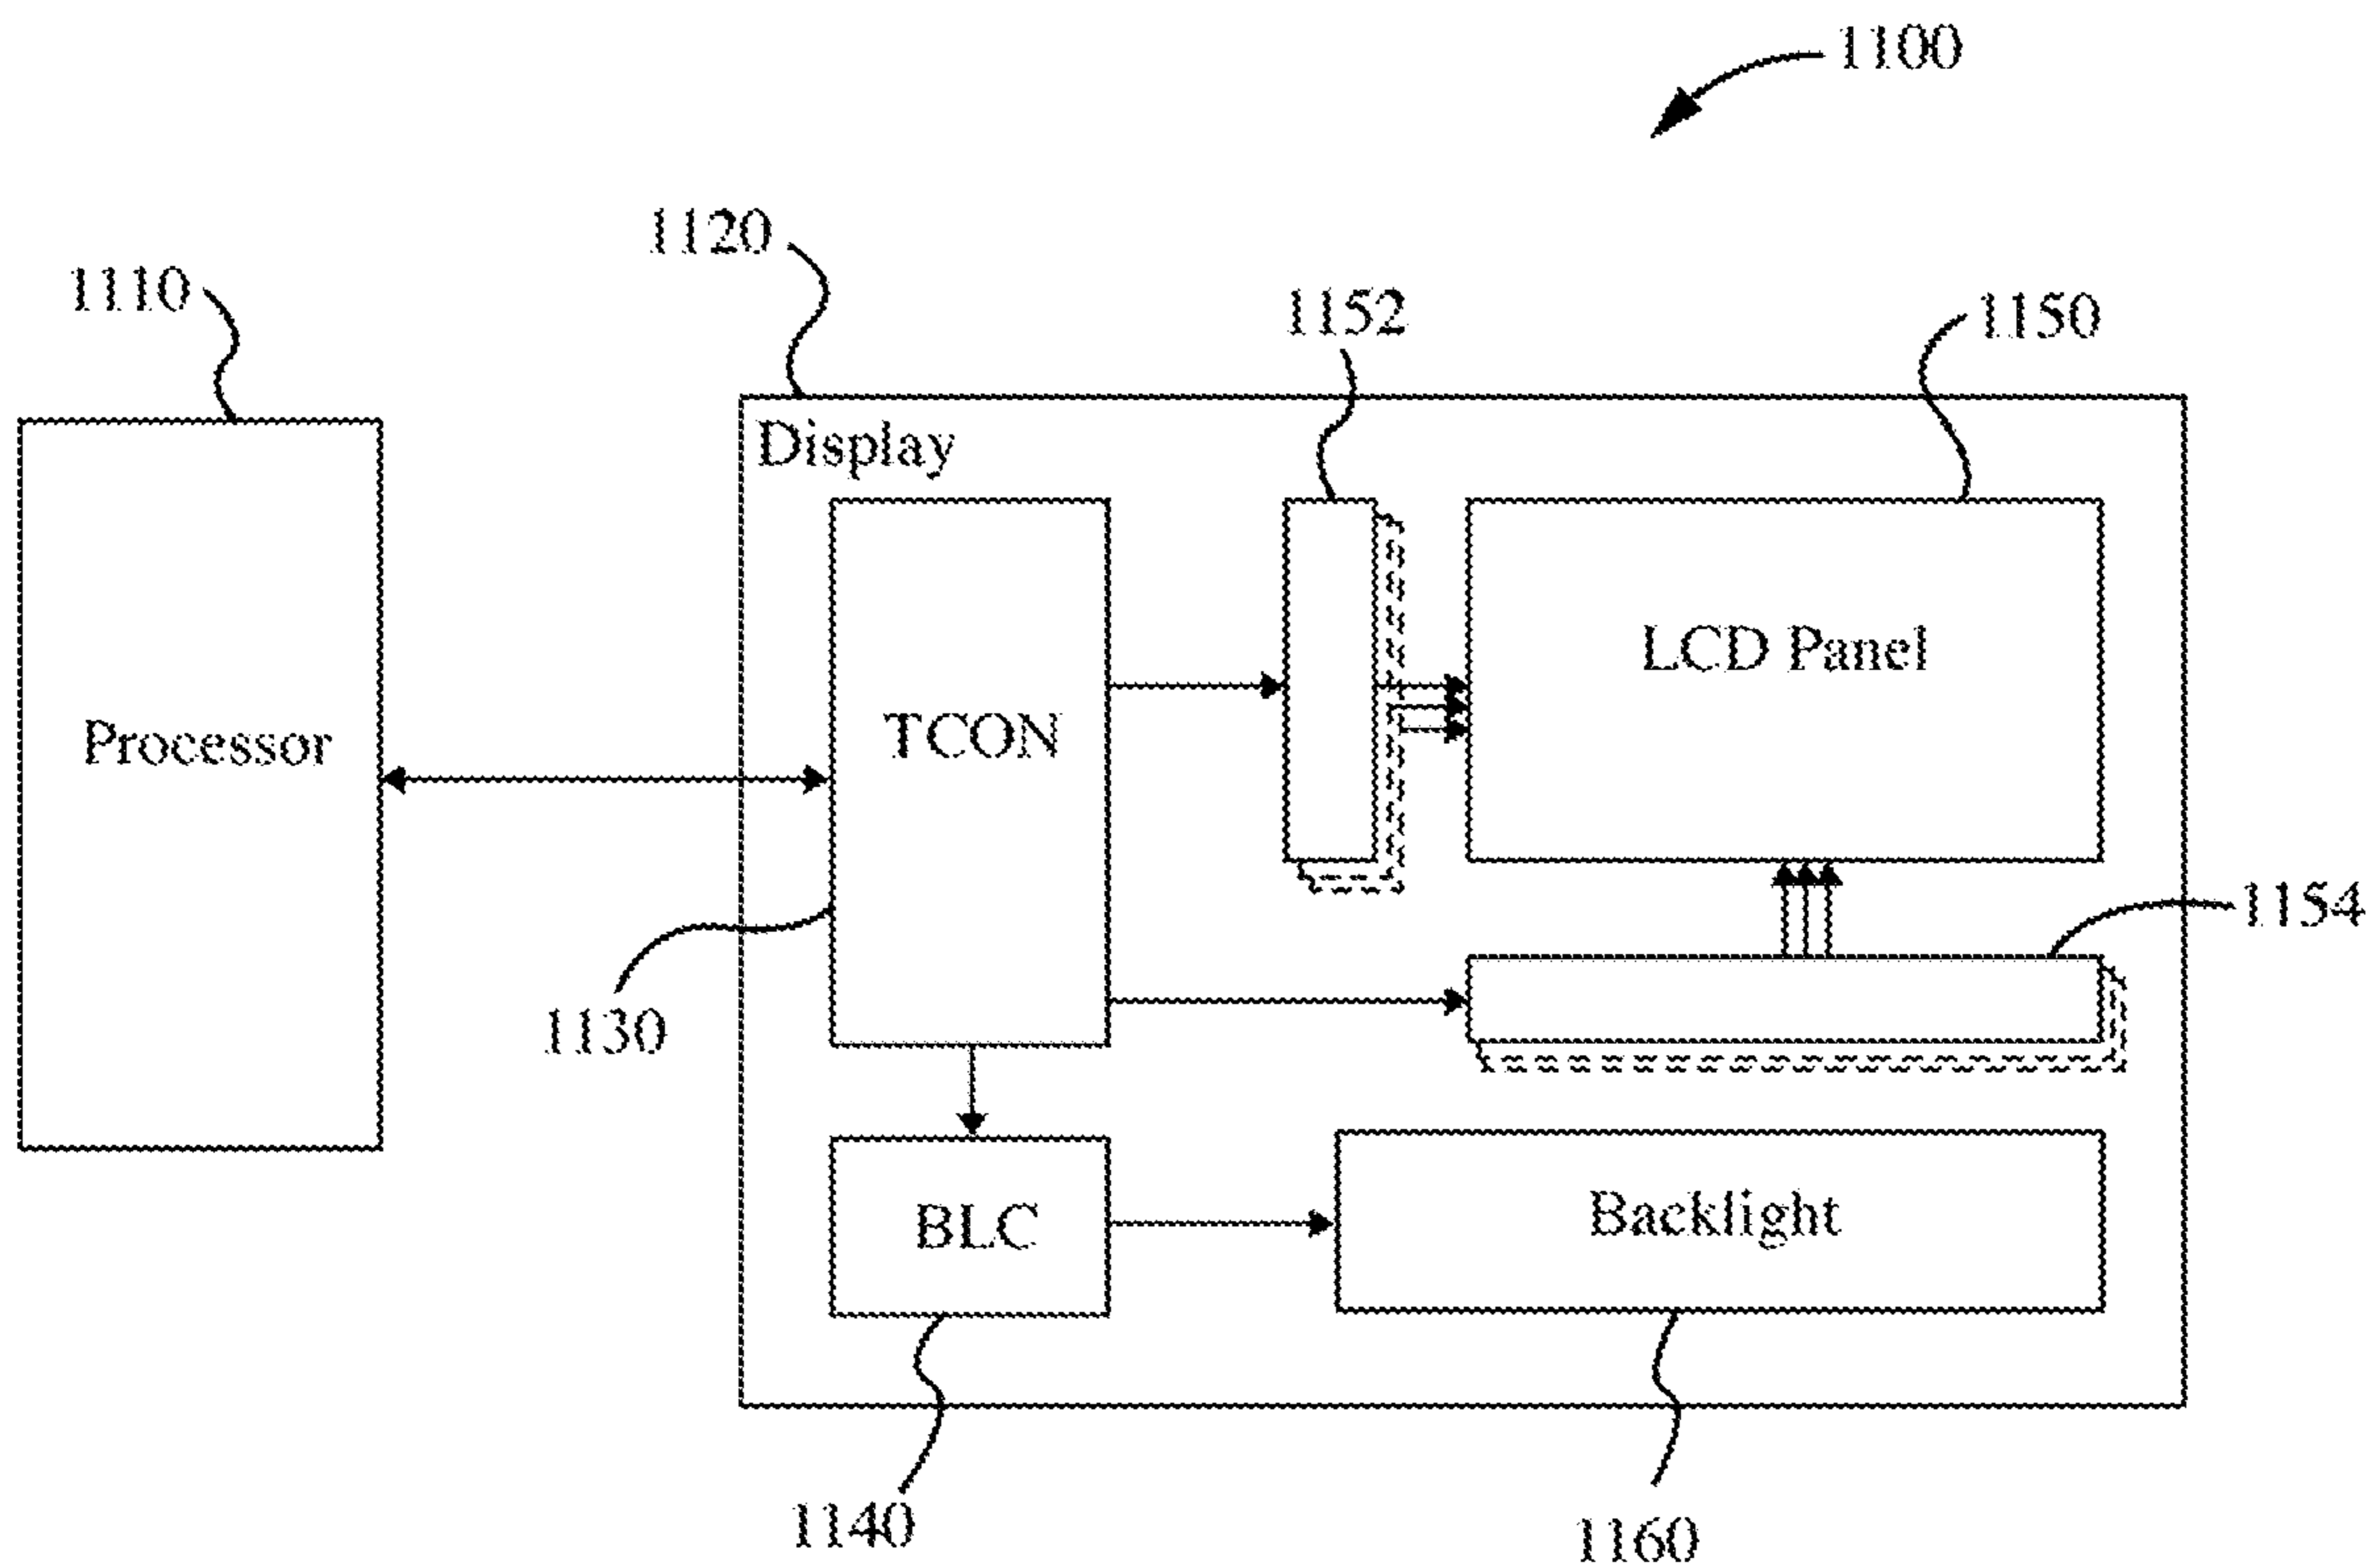 1100
1120
1110
1152
1150
Display
LCD Panel
TCON
Processor
1154
1130
BLC
Backlight
1140
1160